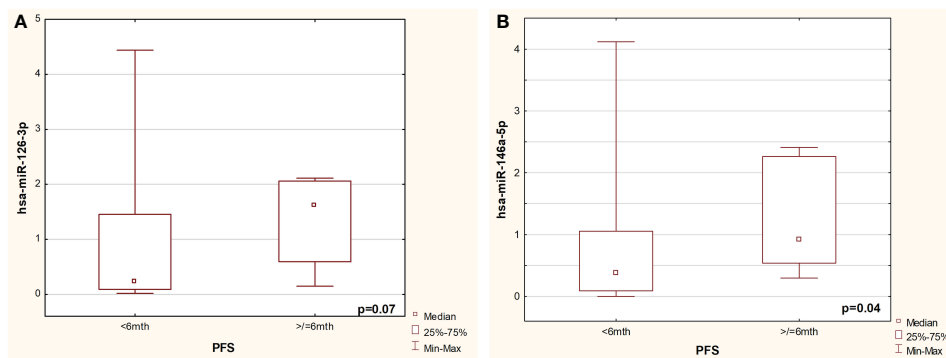 A
5
4
3
2
1
0
hsa-miR-126-3p
<6mth
>/=6mth
PFS
p=0.07
Median
25%-75%
Min-Max
B
4
3
2
1
0
hsa-miR-146a-5p
<6mth
>/=6mth
PFS
p=0.04
Median
25%-75%
Min-Max